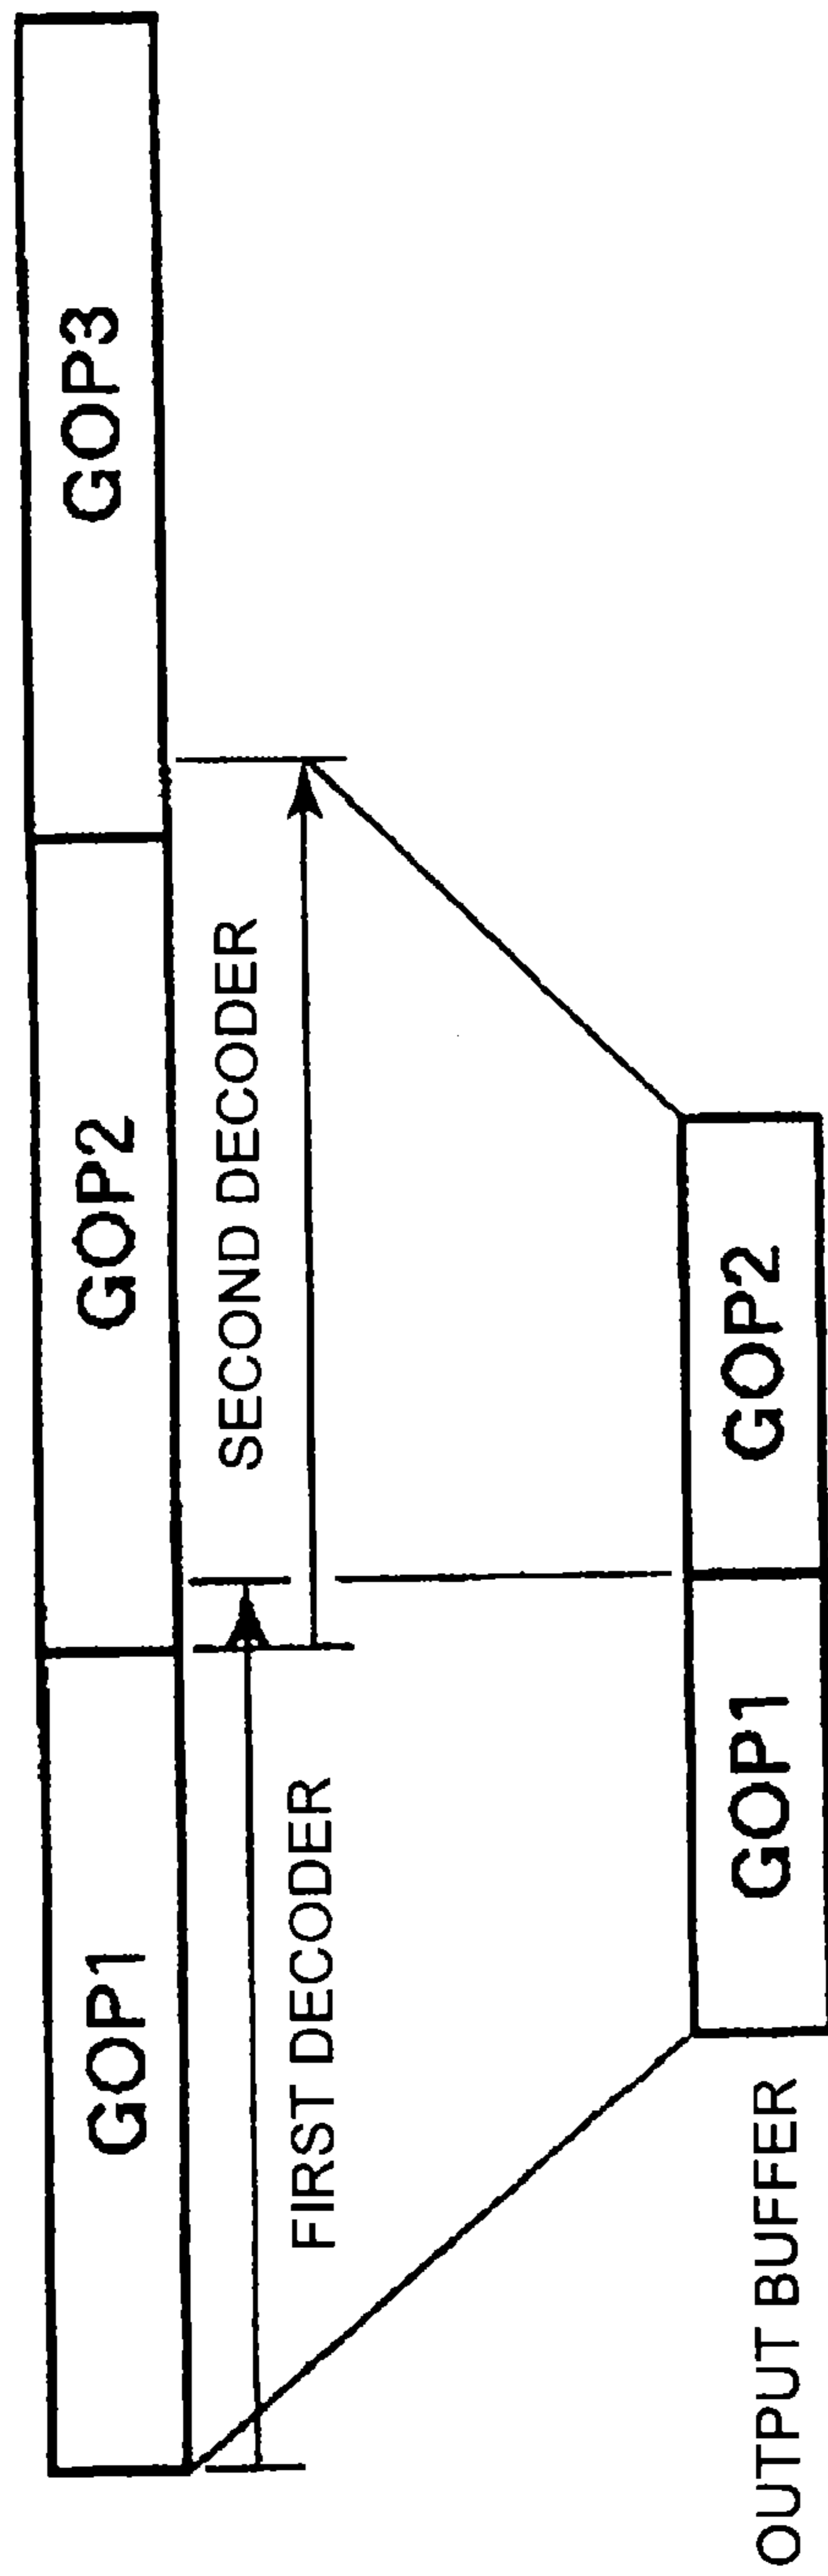 GOP1
GOP2
GOP3
FIRST DECODER
SECOND DECODER
OUTPUT BUFFER
GOP1
GOP2